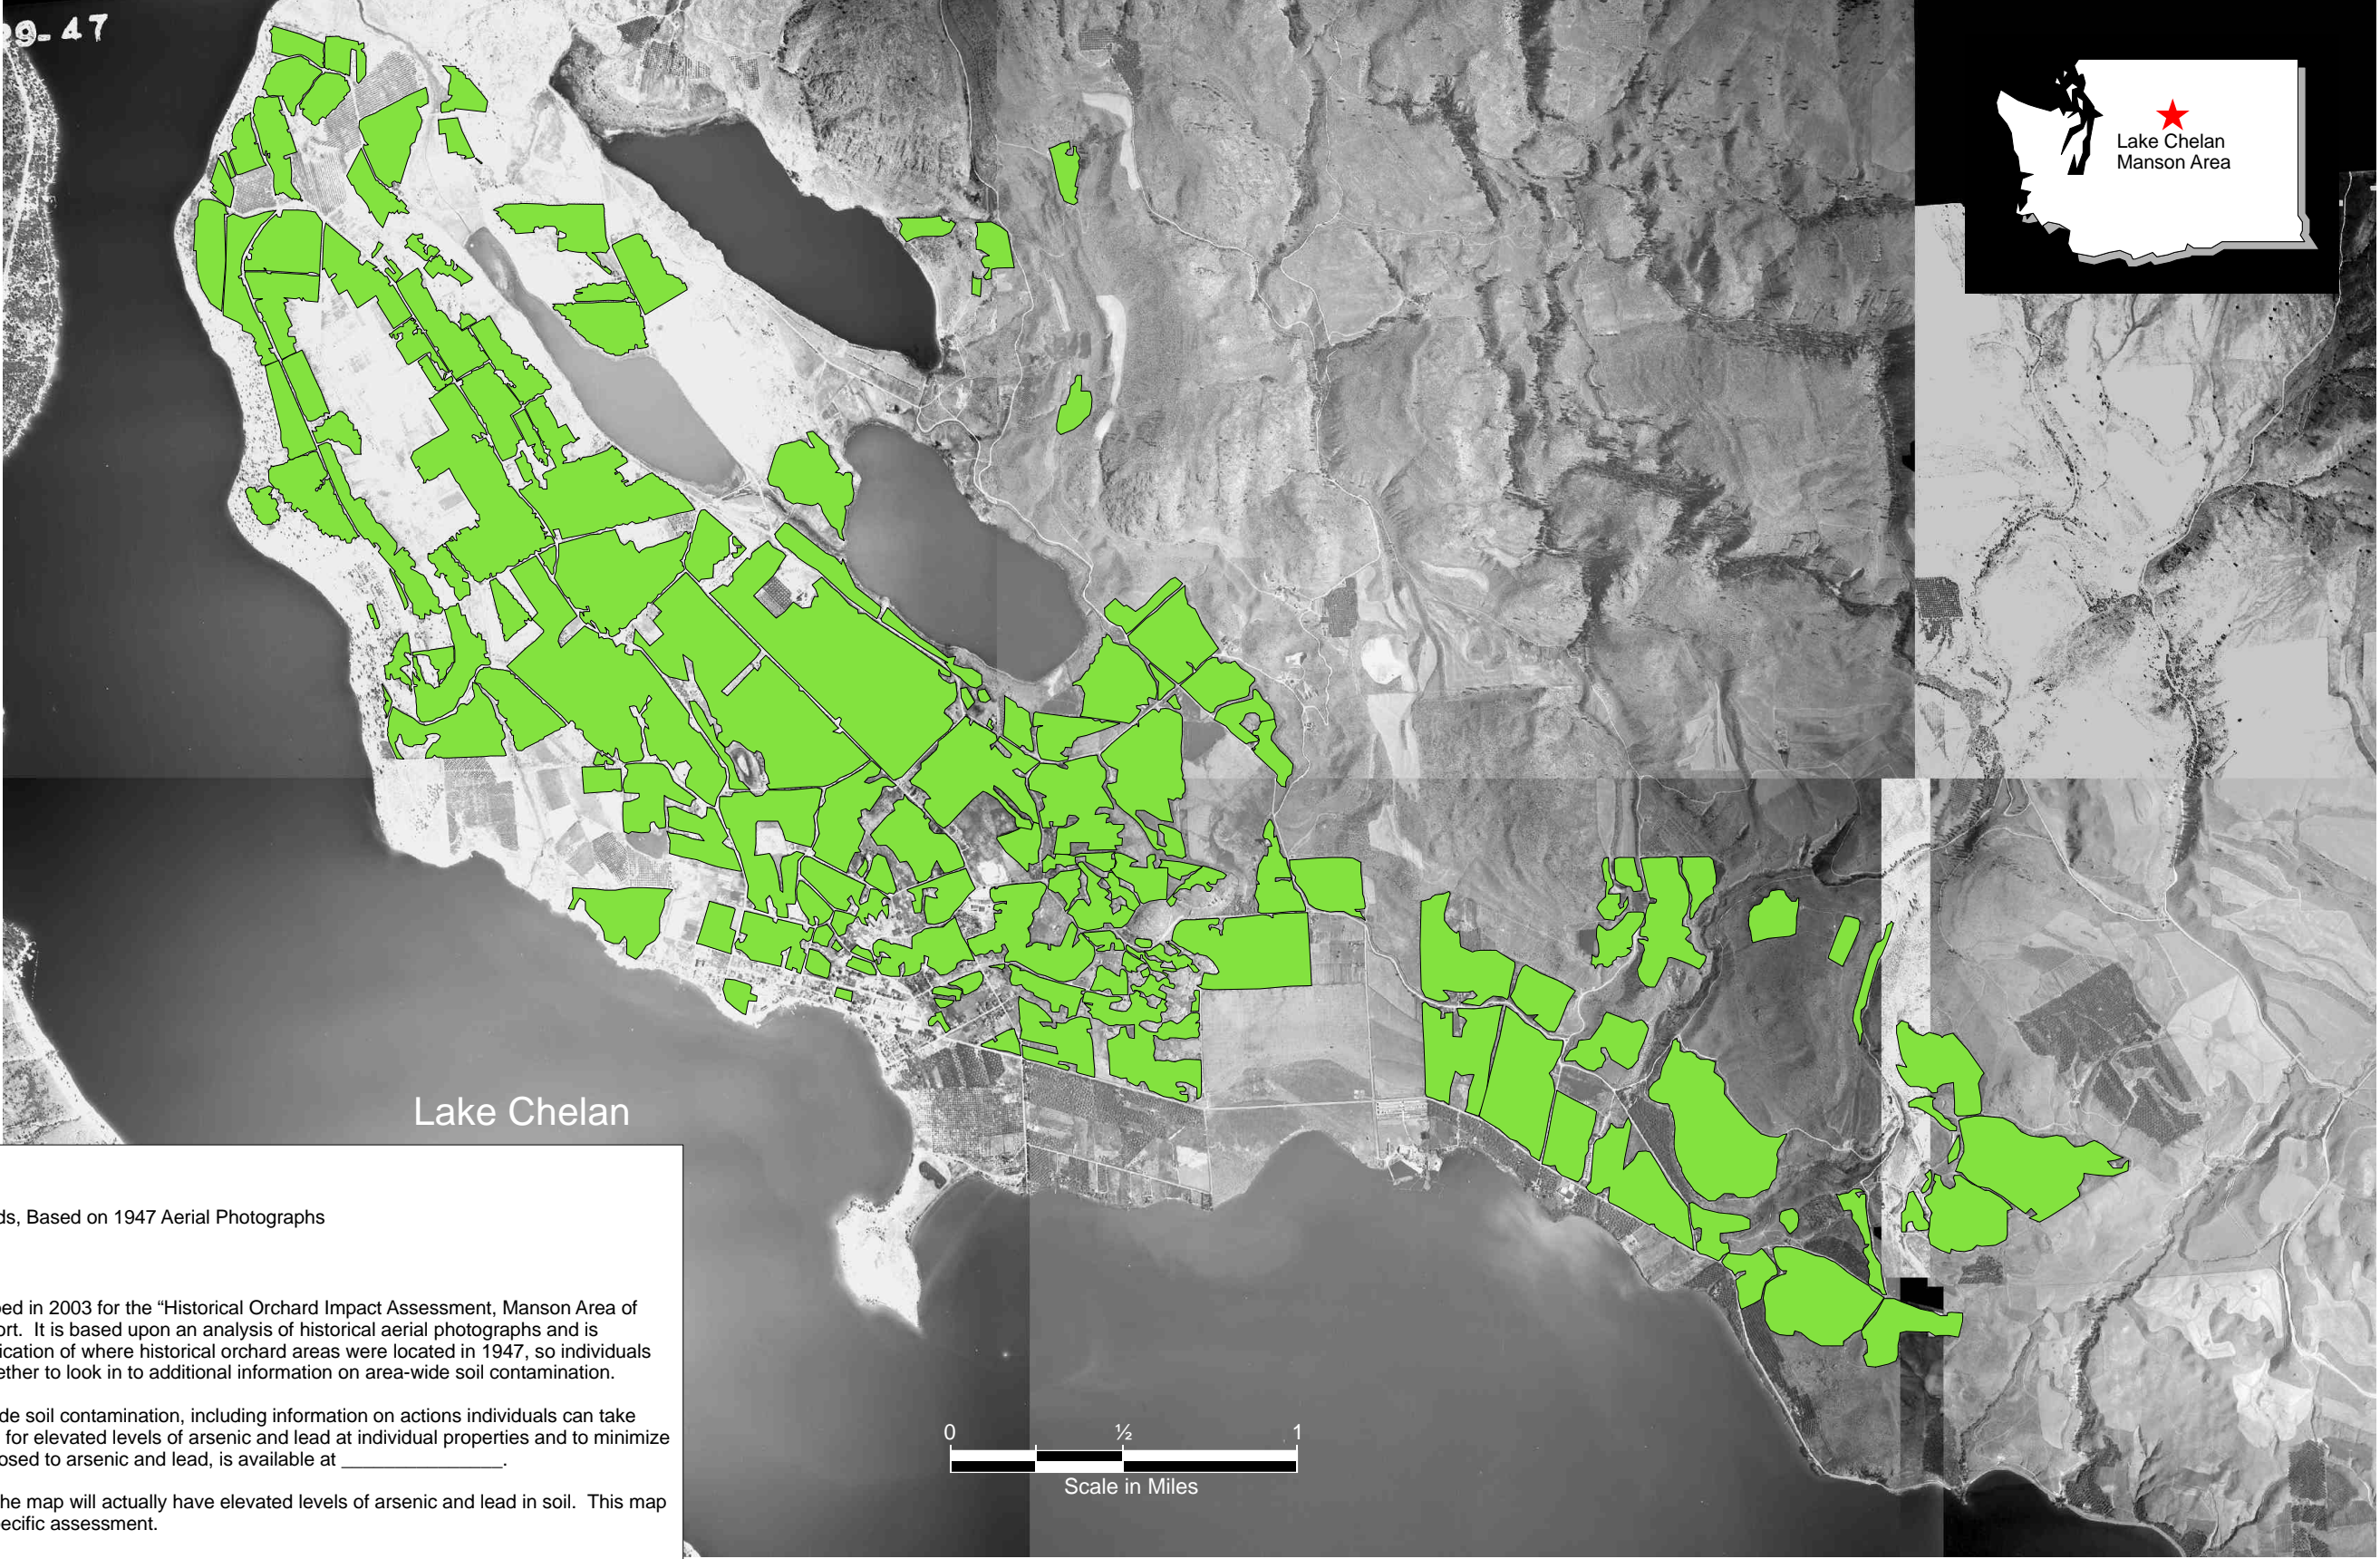 09-47
Lake Chelan
Manson Area
Lake Chelan
ds, Based on 1947 Aerial Photographs
ped in 2003 for the “Historical Orchard Impact Assessment, Manson Area of
ort. It is based upon an analysis of historical aerial photographs and is
ication of where historical orchard areas were located in 1947, so individuals
ether to look in to additional information on area-wide soil contamination.
de soil contamination, including information on actions individuals can take
for elevated levels of arsenic and lead at individual properties and to minimize
osed to arsenic and lead, is available at _______________.
he map will actually have elevated levels of arsenic and lead in soil. This map
ecific assessment.
0 ½ 1
Scale in Miles